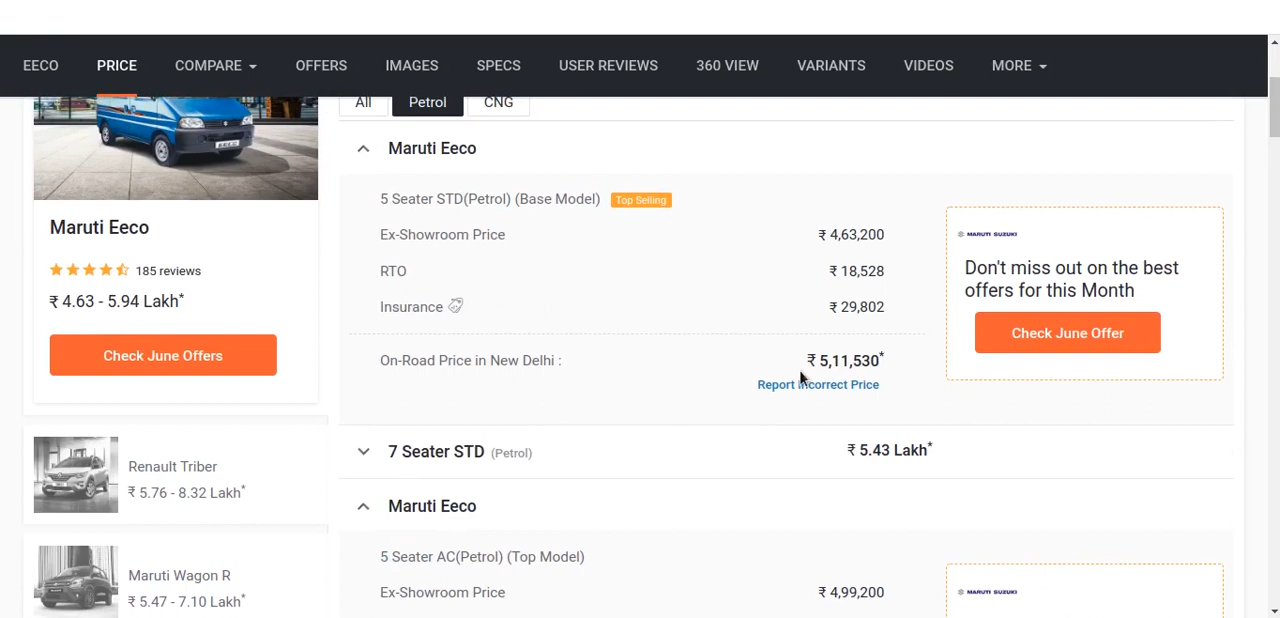 EECO PRICE COMPARE OFFERS IMAGES SPECS USER REVIEWS 360 VIEW VARIANTS VIDEOS MORE
All Petrol CNG
Maruti Eeco
185 reviews
₹ 4.63 - 5.94 Lakh*
Check June Offers
Renault Triber
₹ 5.76 - 8.32 Lakh*
Maruti Wagon R
₹ 5.47 - 7.10 Lakh*
Maruti Eeco
5 Seater STD(Petrol) (Base Model) Top Selling
Ex-Showroom Price ₹ 4,63,200
RTO ₹ 18,528
Insurance ₹ 29,802
On-Road Price in New Delhi : ₹ 5,11,530*
Report Incorrect Price
7 Seater STD (Petrol) ₹ 5.43 Lakh*
Maruti Eeco
5 Seater AC(Petrol) (Top Model)
Ex-Showroom Price ₹ 4,99,200
MARUTI SUZUKI
Don't miss out on the best
offers for this Month
Check June Offer
MARUTI SUZUKI